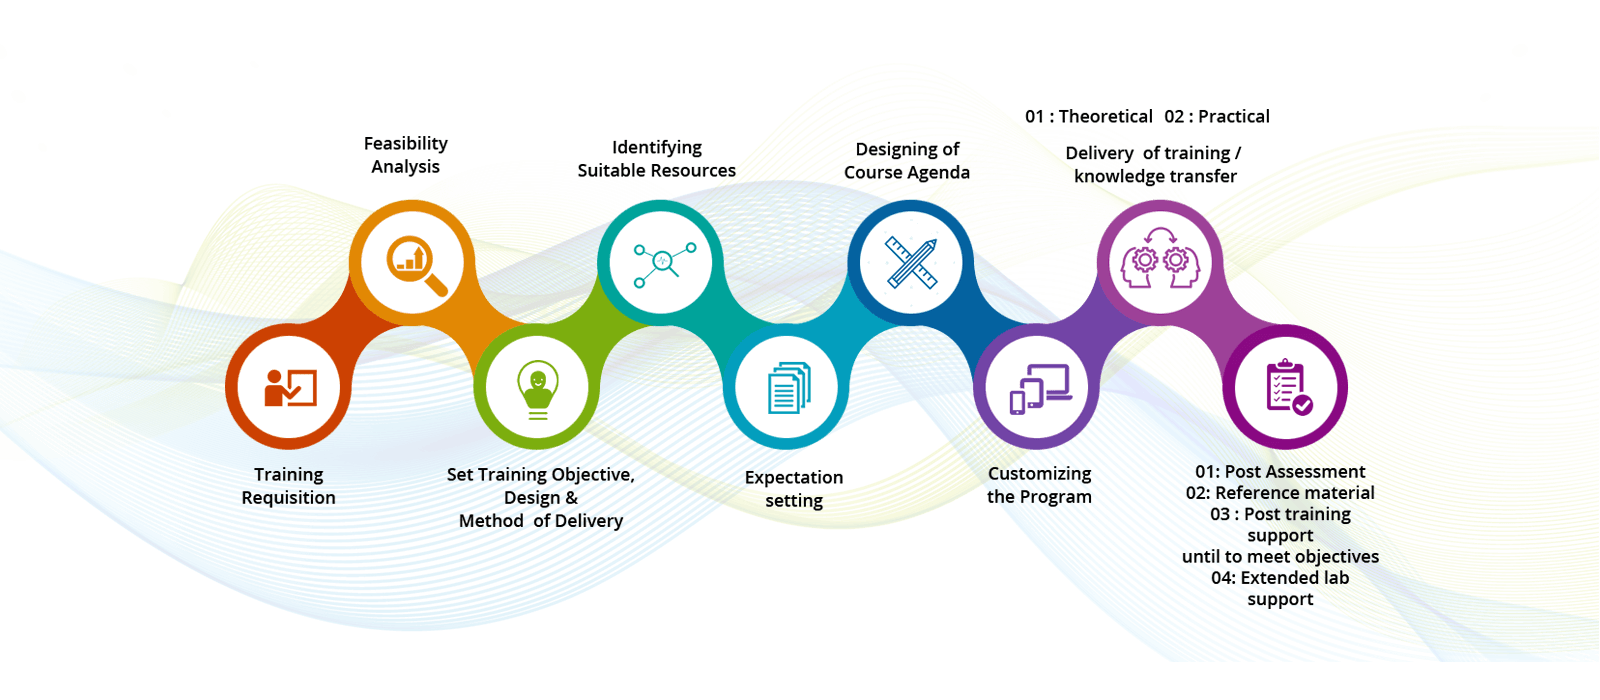 Training
Requisition
Feasibility
Analysis
Set Training Objective,
Design &
Method of Delivery
Identifying
Suitable Resources
Expectation
setting
Designing of
Course Agenda
Customizing
the Program
01 : Theoretical 02 : Practical
Delivery of training /
knowledge transfer
01: Post Assessment
02: Reference material
03 : Post training
support
until to meet objectives
04: Extended lab
support